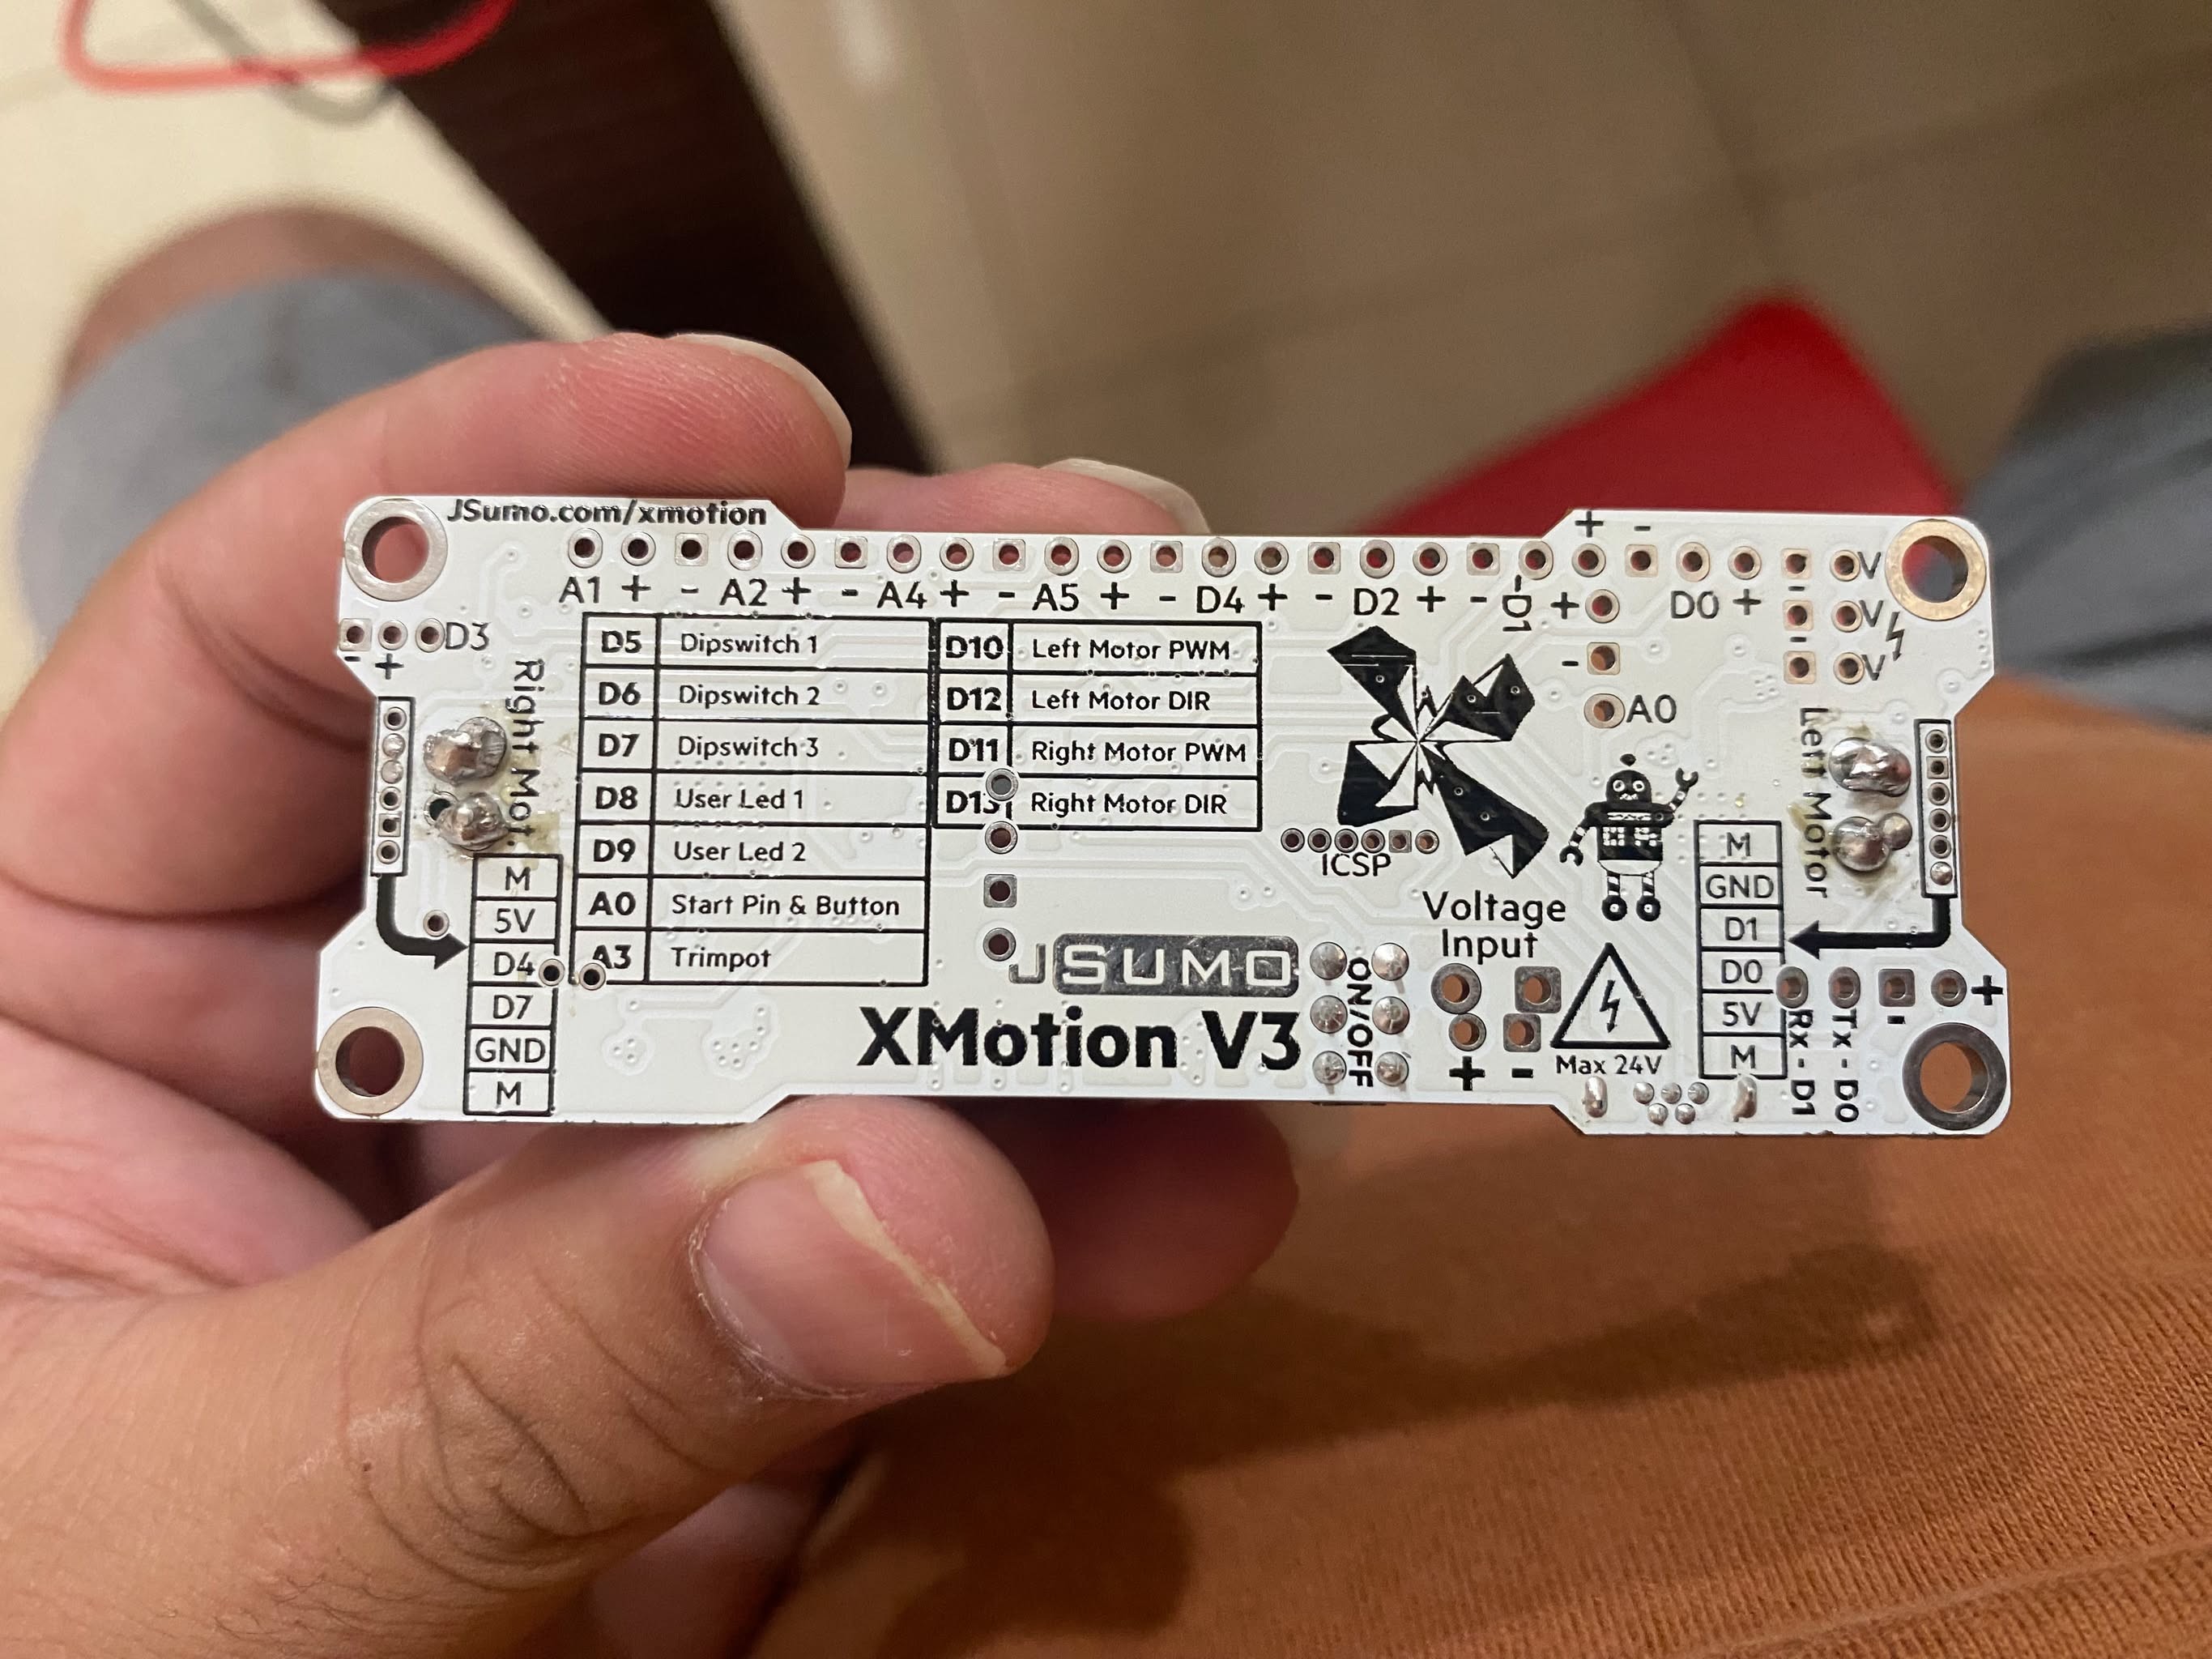 JSumo.com/xmotion
+ -
A1 + - A2 + - A4 + - A5 + - D4 + - D2 + - -D1 + D0 + - V
- V
- V
D3
- +
-
A0
Right Mot.
Left Motor
D5 Dipswitch 1
D6 Dipswitch 2
D7 Dipswitch 3
D8 User Led 1
D9 User Led 2
A0 Start Pin & Button
A3 Trimpot
D10 Left Motor PWM
D12 Left Motor DIR
D11 Right Motor PWM
D13 Right Motor DIR
ICSP
M
5V
D4
D7
GND
M
JSUMO
XMotion V3
ON/OFF
Voltage
Input
+ -
Max 24V
M
GND
D1
D0
5V
M
Rx - D1
Tx - D0
- +